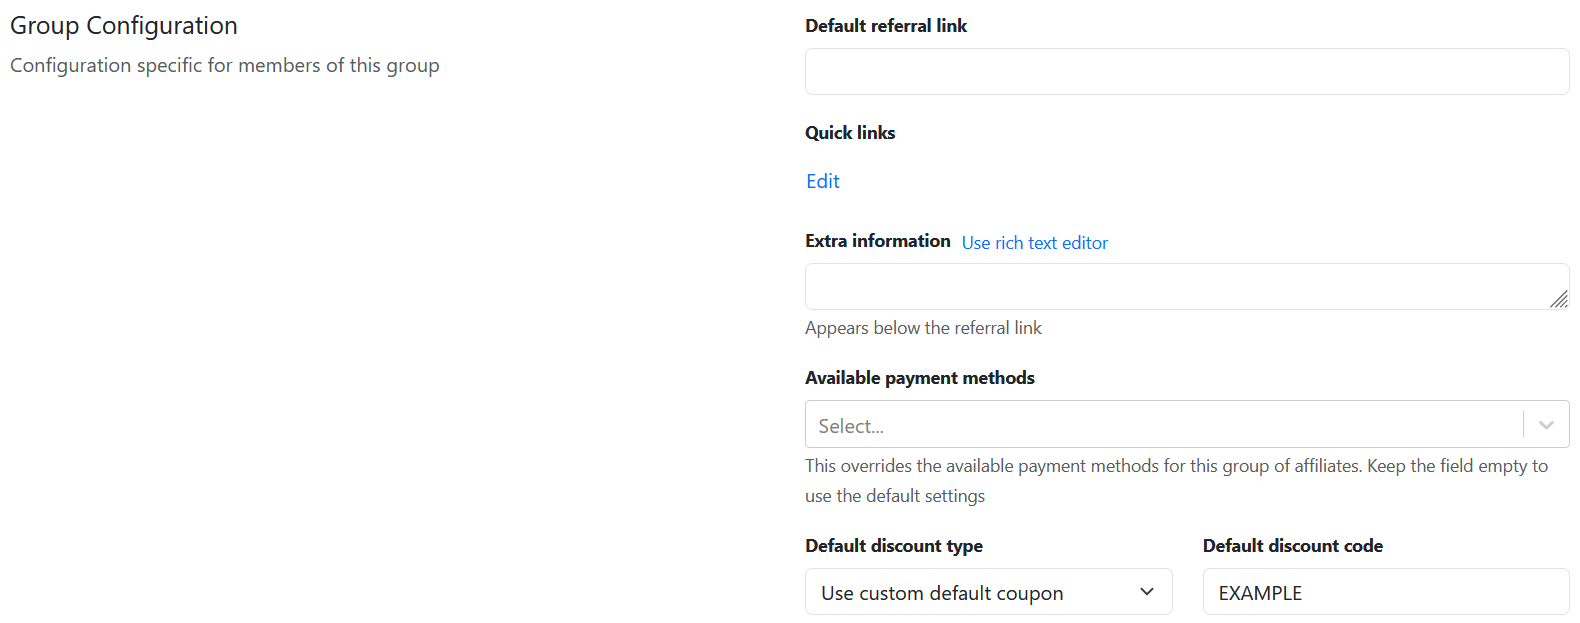 Group Configuration
Configuration specific for members of this group
Default referral link
Quick links
Edit
Extra information Use rich text editor
Appears below the referral link
Available payment methods
Select...
This overrides the available payment methods for this group of affiliates. Keep the field empty to
use the default settings
Default discount type
Use custom default coupon
Default discount code
EXAMPLE